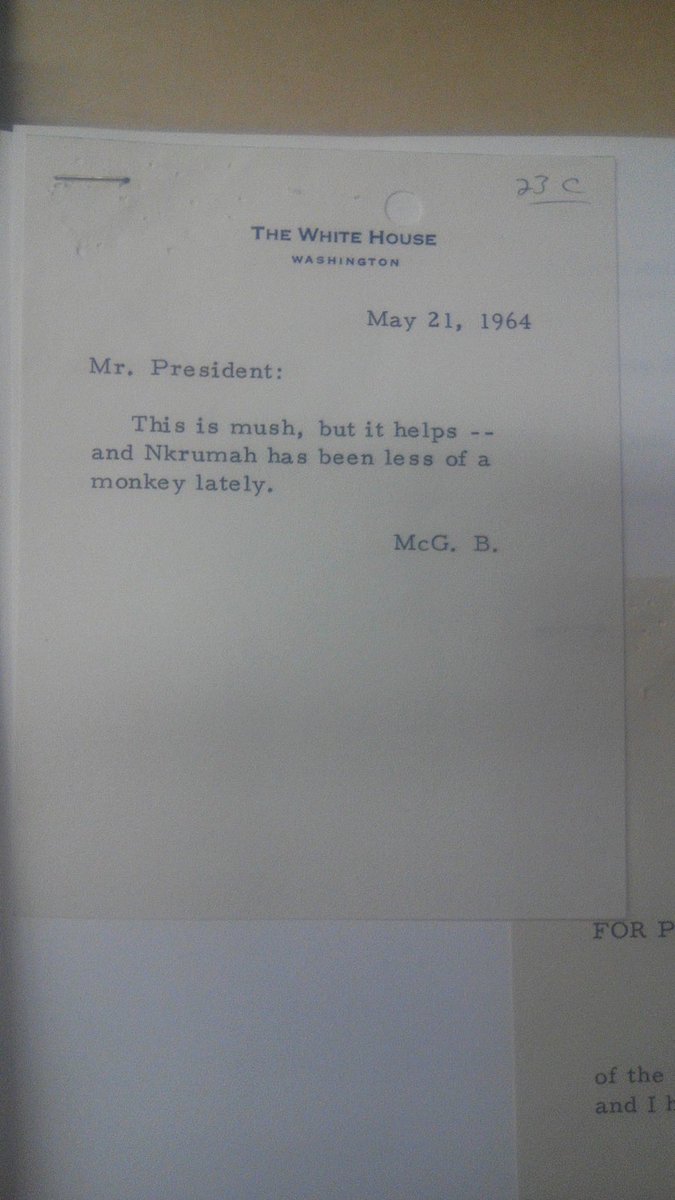 23 C
THE WHITE HOUSE
WASHINGTON
May 21, 1964
Mr. President:
This is mush, but it helps --
and Nkrumah has been less of a
monkey lately.
McG. B.
FOR P
of the
and I h